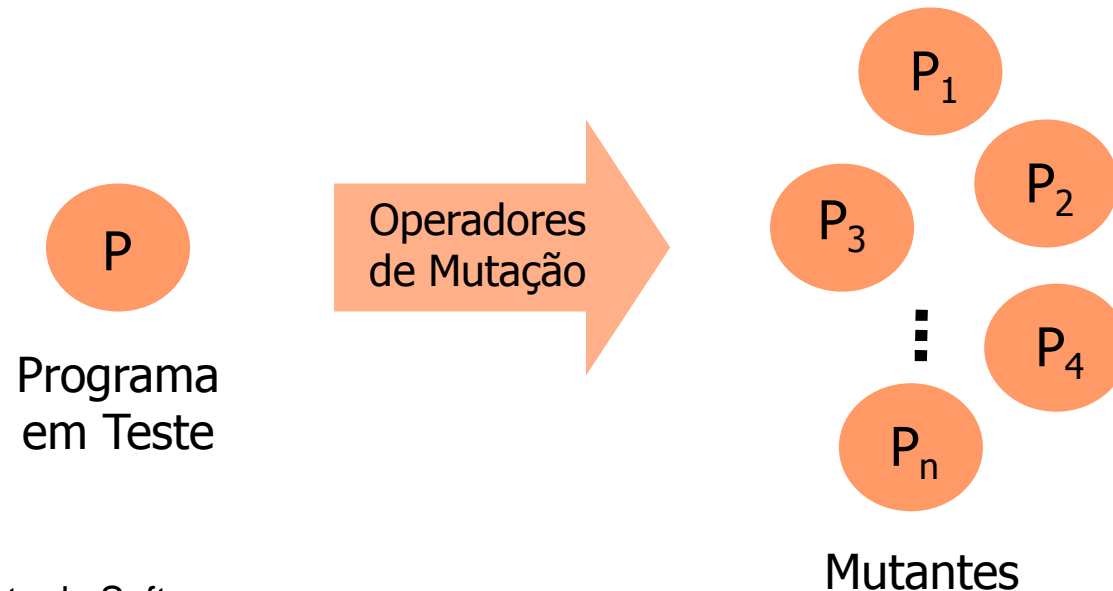 P
Programa
em Teste
Operadores
de Mutação
P1
P2
P3
P4
Pn
Mutantes